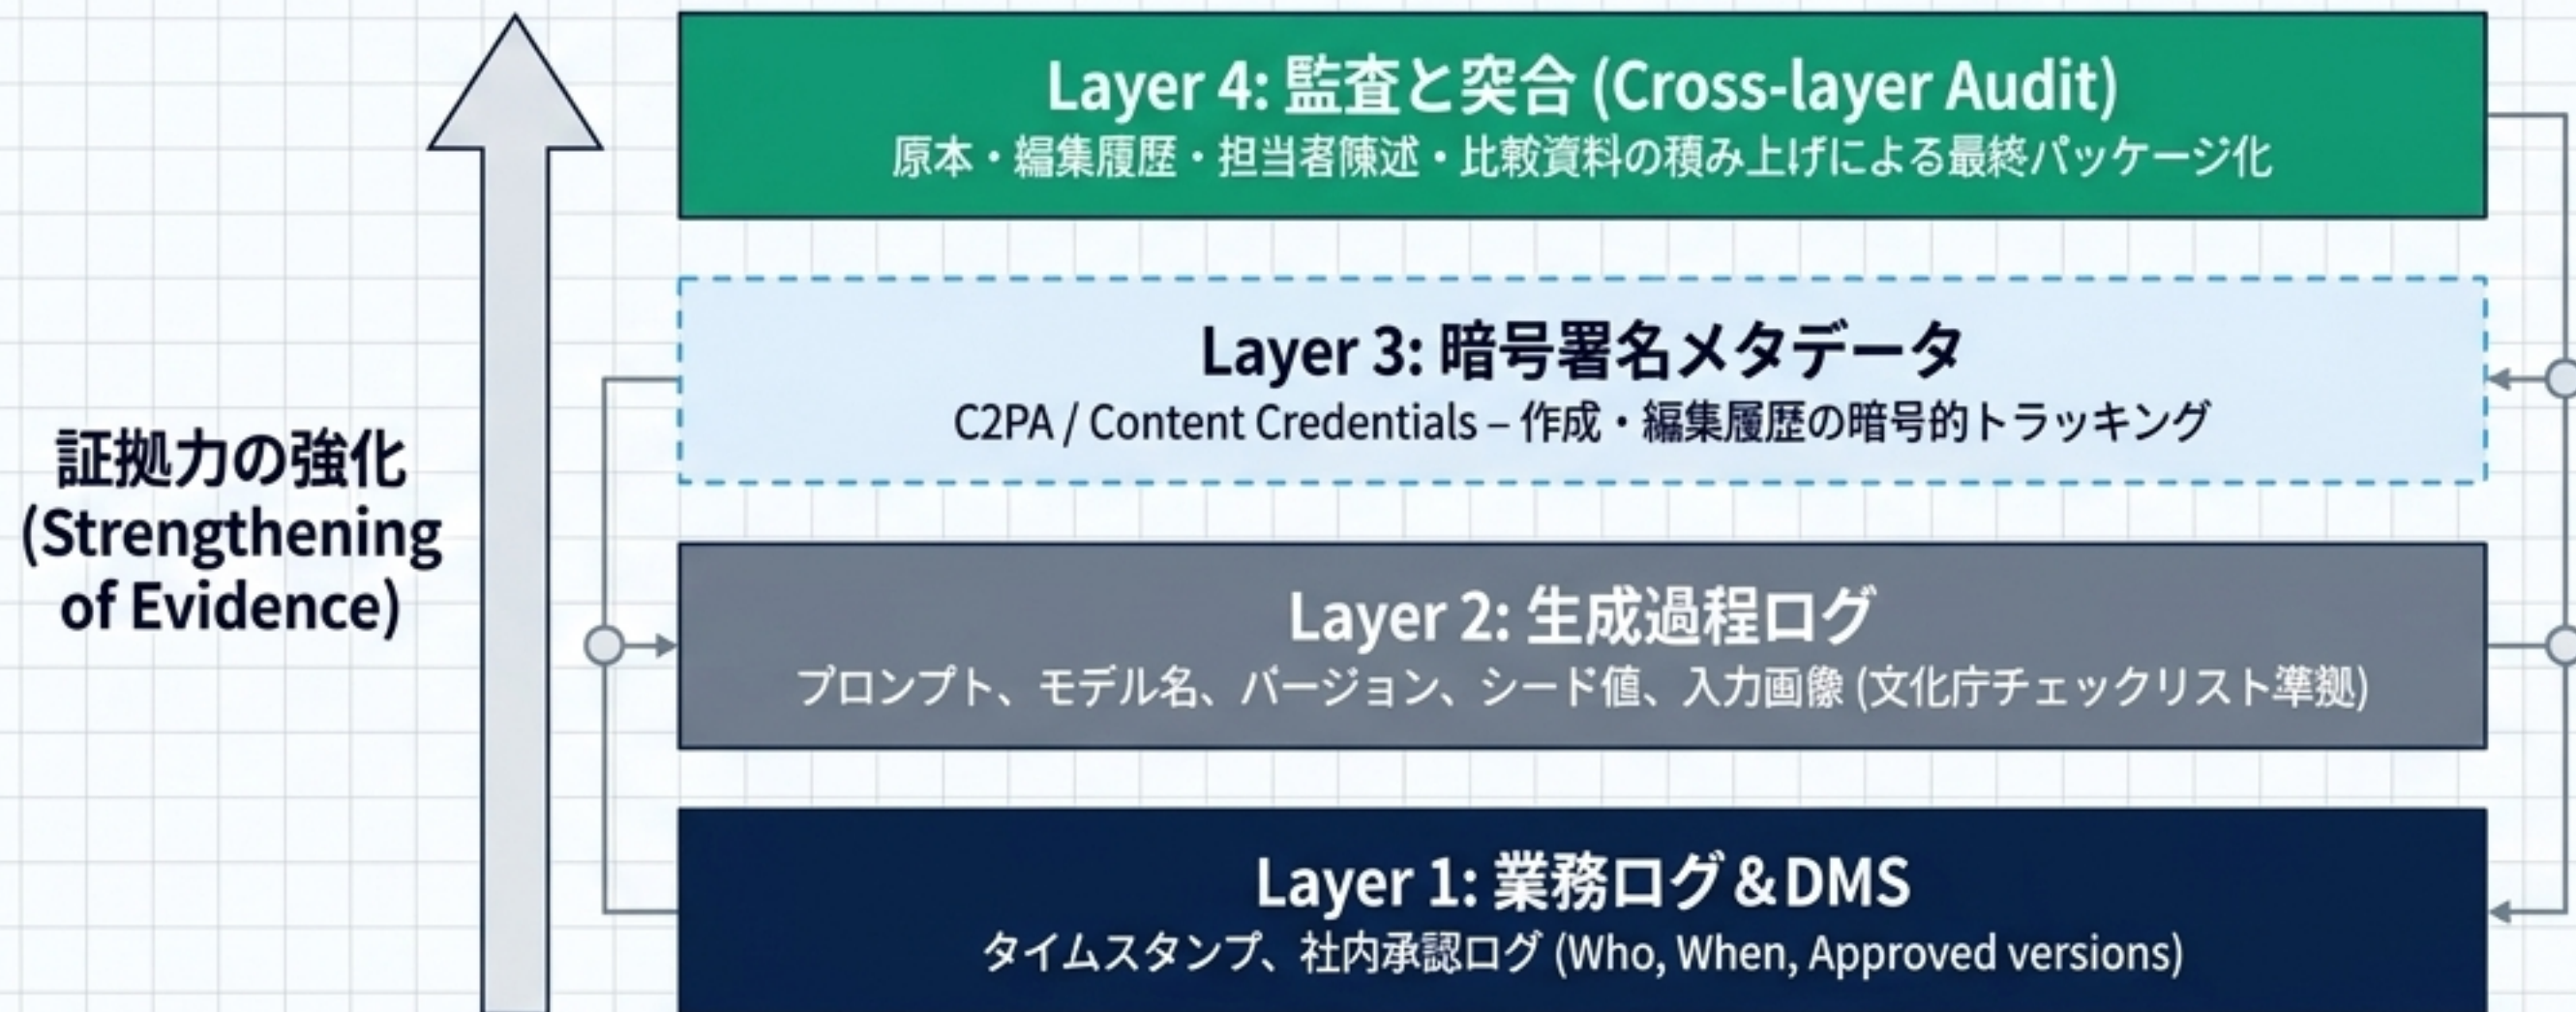 Layer 4: 監査と突合 (Cross-layer Audit)
原本・編集履歴・担当者陳述・比較資料の積み上げによる最終パッケージ化
Layer 3: 暗号署名メタデータ
C2PA / Content Credentials – 作成・編集履歴の暗号的トラッキング
証拠力の強化
(Strengthening
of Evidence)
Layer 2: 生成過程ログ
プロンプト、モデル名、バージョン、シード値、入力画像 (文化庁チェックリスト準拠)
Layer 1: 業務ログ＆DMS
タイムスタンプ、社内承認ログ (Who, When, Approved versions)